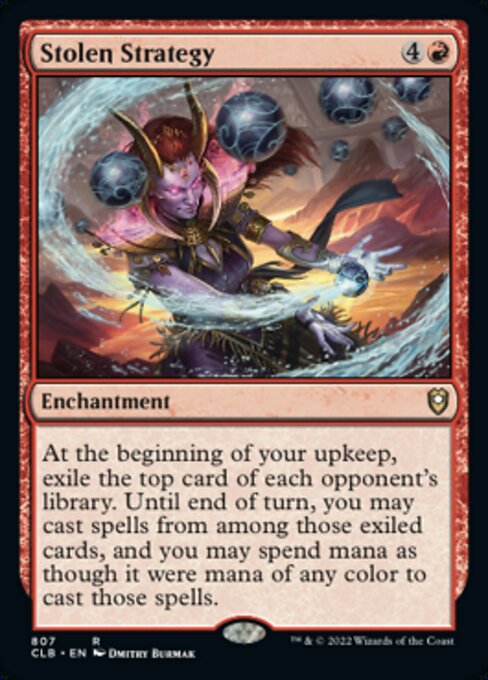 Stolen Strategy 4
Enchantment
At the beginning of your upkeep,
exile the top card of each opponent's
library. Until end of turn, you may
cast spells from among those exiled
cards, and you may spend mana as
though it were mana of any color to
cast those spells.
807 R
™ & © 2022 Wizards of the Coast
CLB • EN Dmitry Burmak